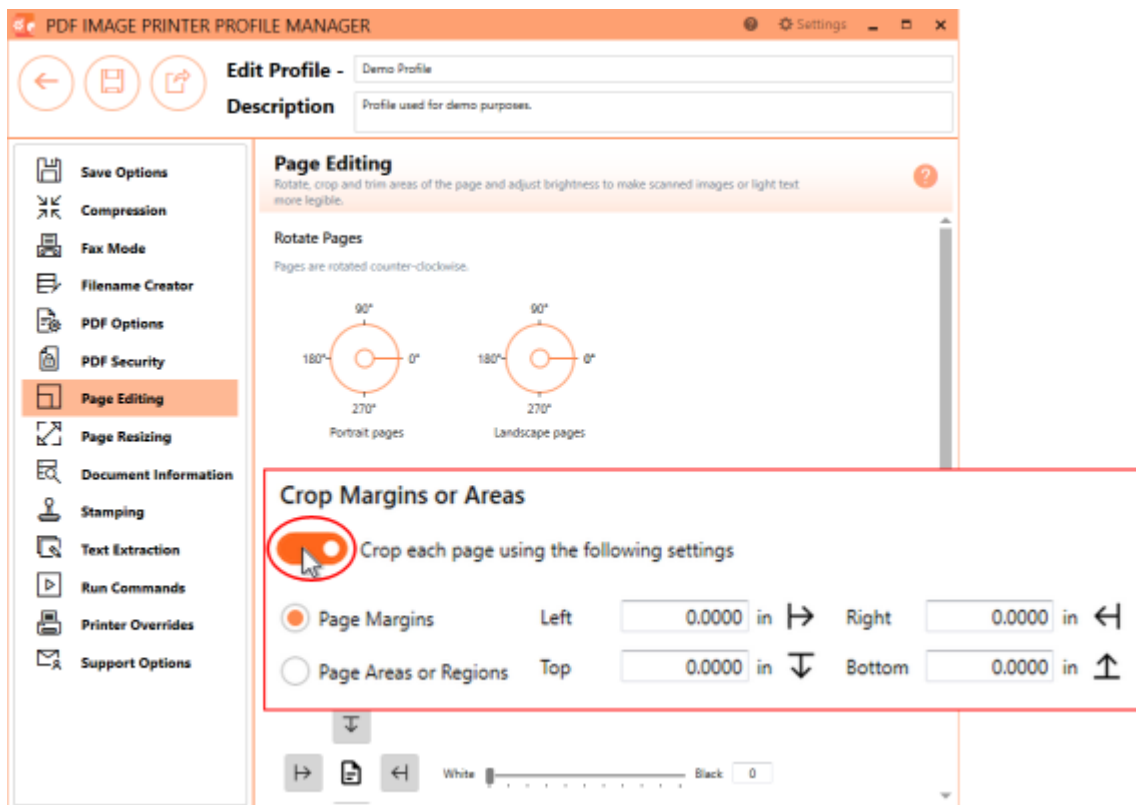 PDF IMAGE PRINTER PROFILE MANAGER
? Settings
Edit Profile - Demo Profile
Description Profile used for demo purposes.
Save Options
Compression
Fax Mode
Filename Creator
PDF Options
PDF Security
Page Editing
Page Resizing
Document Information
Stamping
Text Extraction
Run Commands
Printer Overrides
Support Options
Page Editing
Rotate, crop and trim areas of the page and adjust brightness to make scanned images or light text
more legible.
?
Rotate Pages
Pages are rotated counter-clockwise.
90° 90°
180° 0° 180° 0°
270° 270°
Portrait pages Landscape pages
Crop Margins or Areas
Crop each page using the following settings
Page Margins Left 0.0000 in Right 0.0000 in
Page Areas or Regions Top 0.0000 in Bottom 0.0000 in
White Black 0